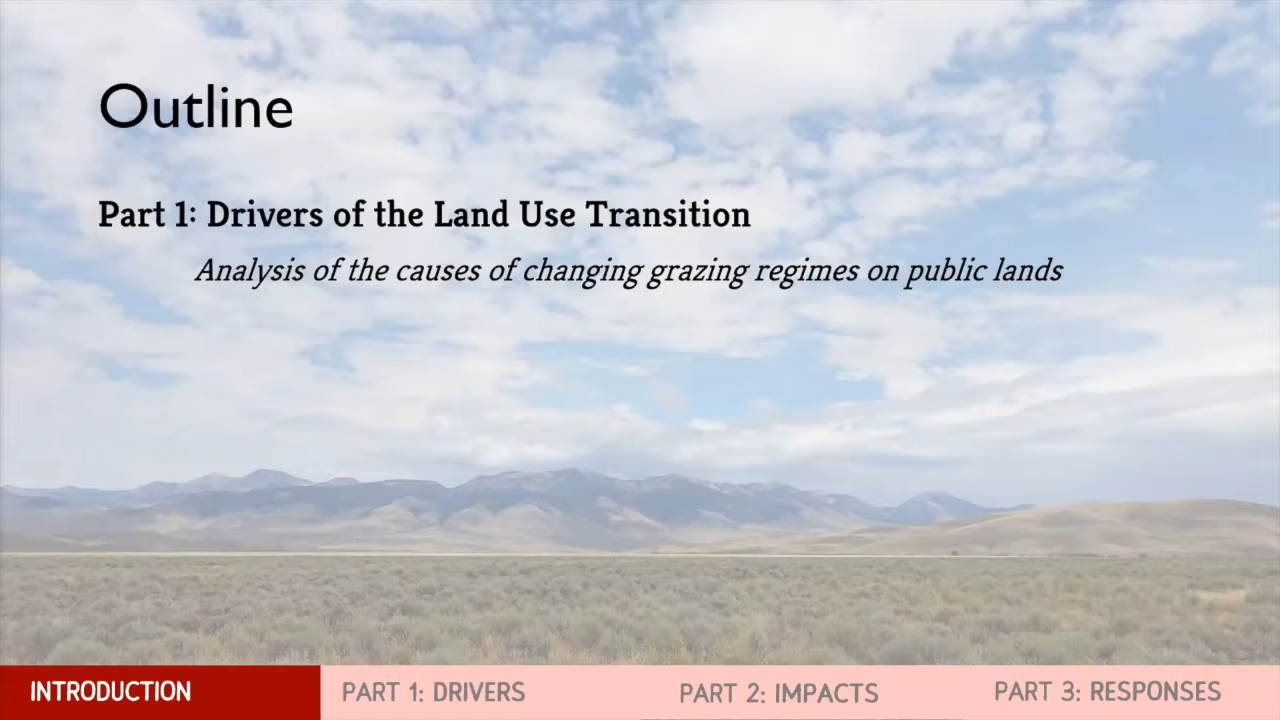 Outline
Part 1: Drivers of the Land Use Transition
Analysis of the causes of changing grazing regimes on public lands
INTRODUCTION
PART 1: DRIVERS
PART 2: IMPACTS
PART 3: RESPONSES